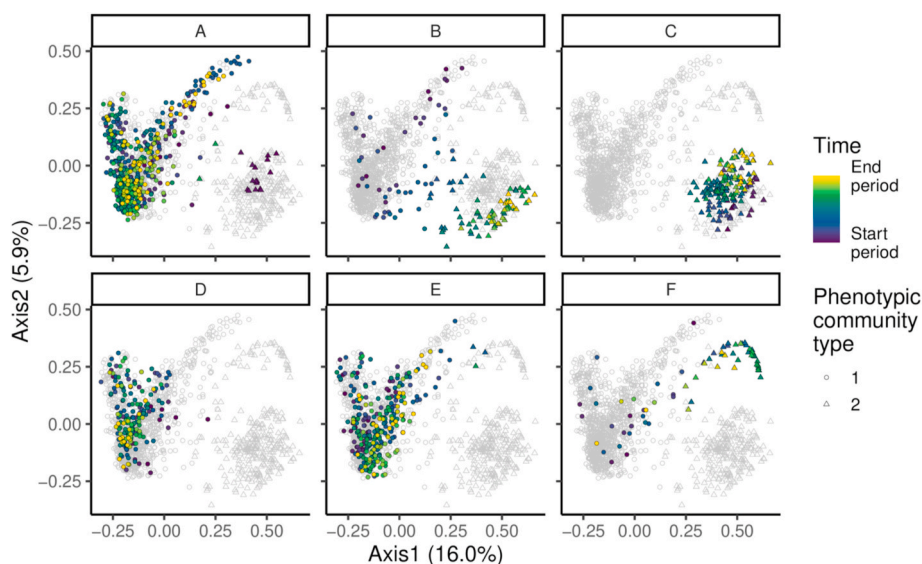 A
B
C
0.50
0.25
0.00
−0.25
D
E
F
0.50
0.25
0.00
−0.25
−0.25 0.00 0.25 0.50
−0.25 0.00 0.25 0.50
−0.25 0.00 0.25 0.50
Axis2 (5.9%)
Axis1 (16.0%)
Time
End
period
Start
period
Phenotypic
community
type
1
2